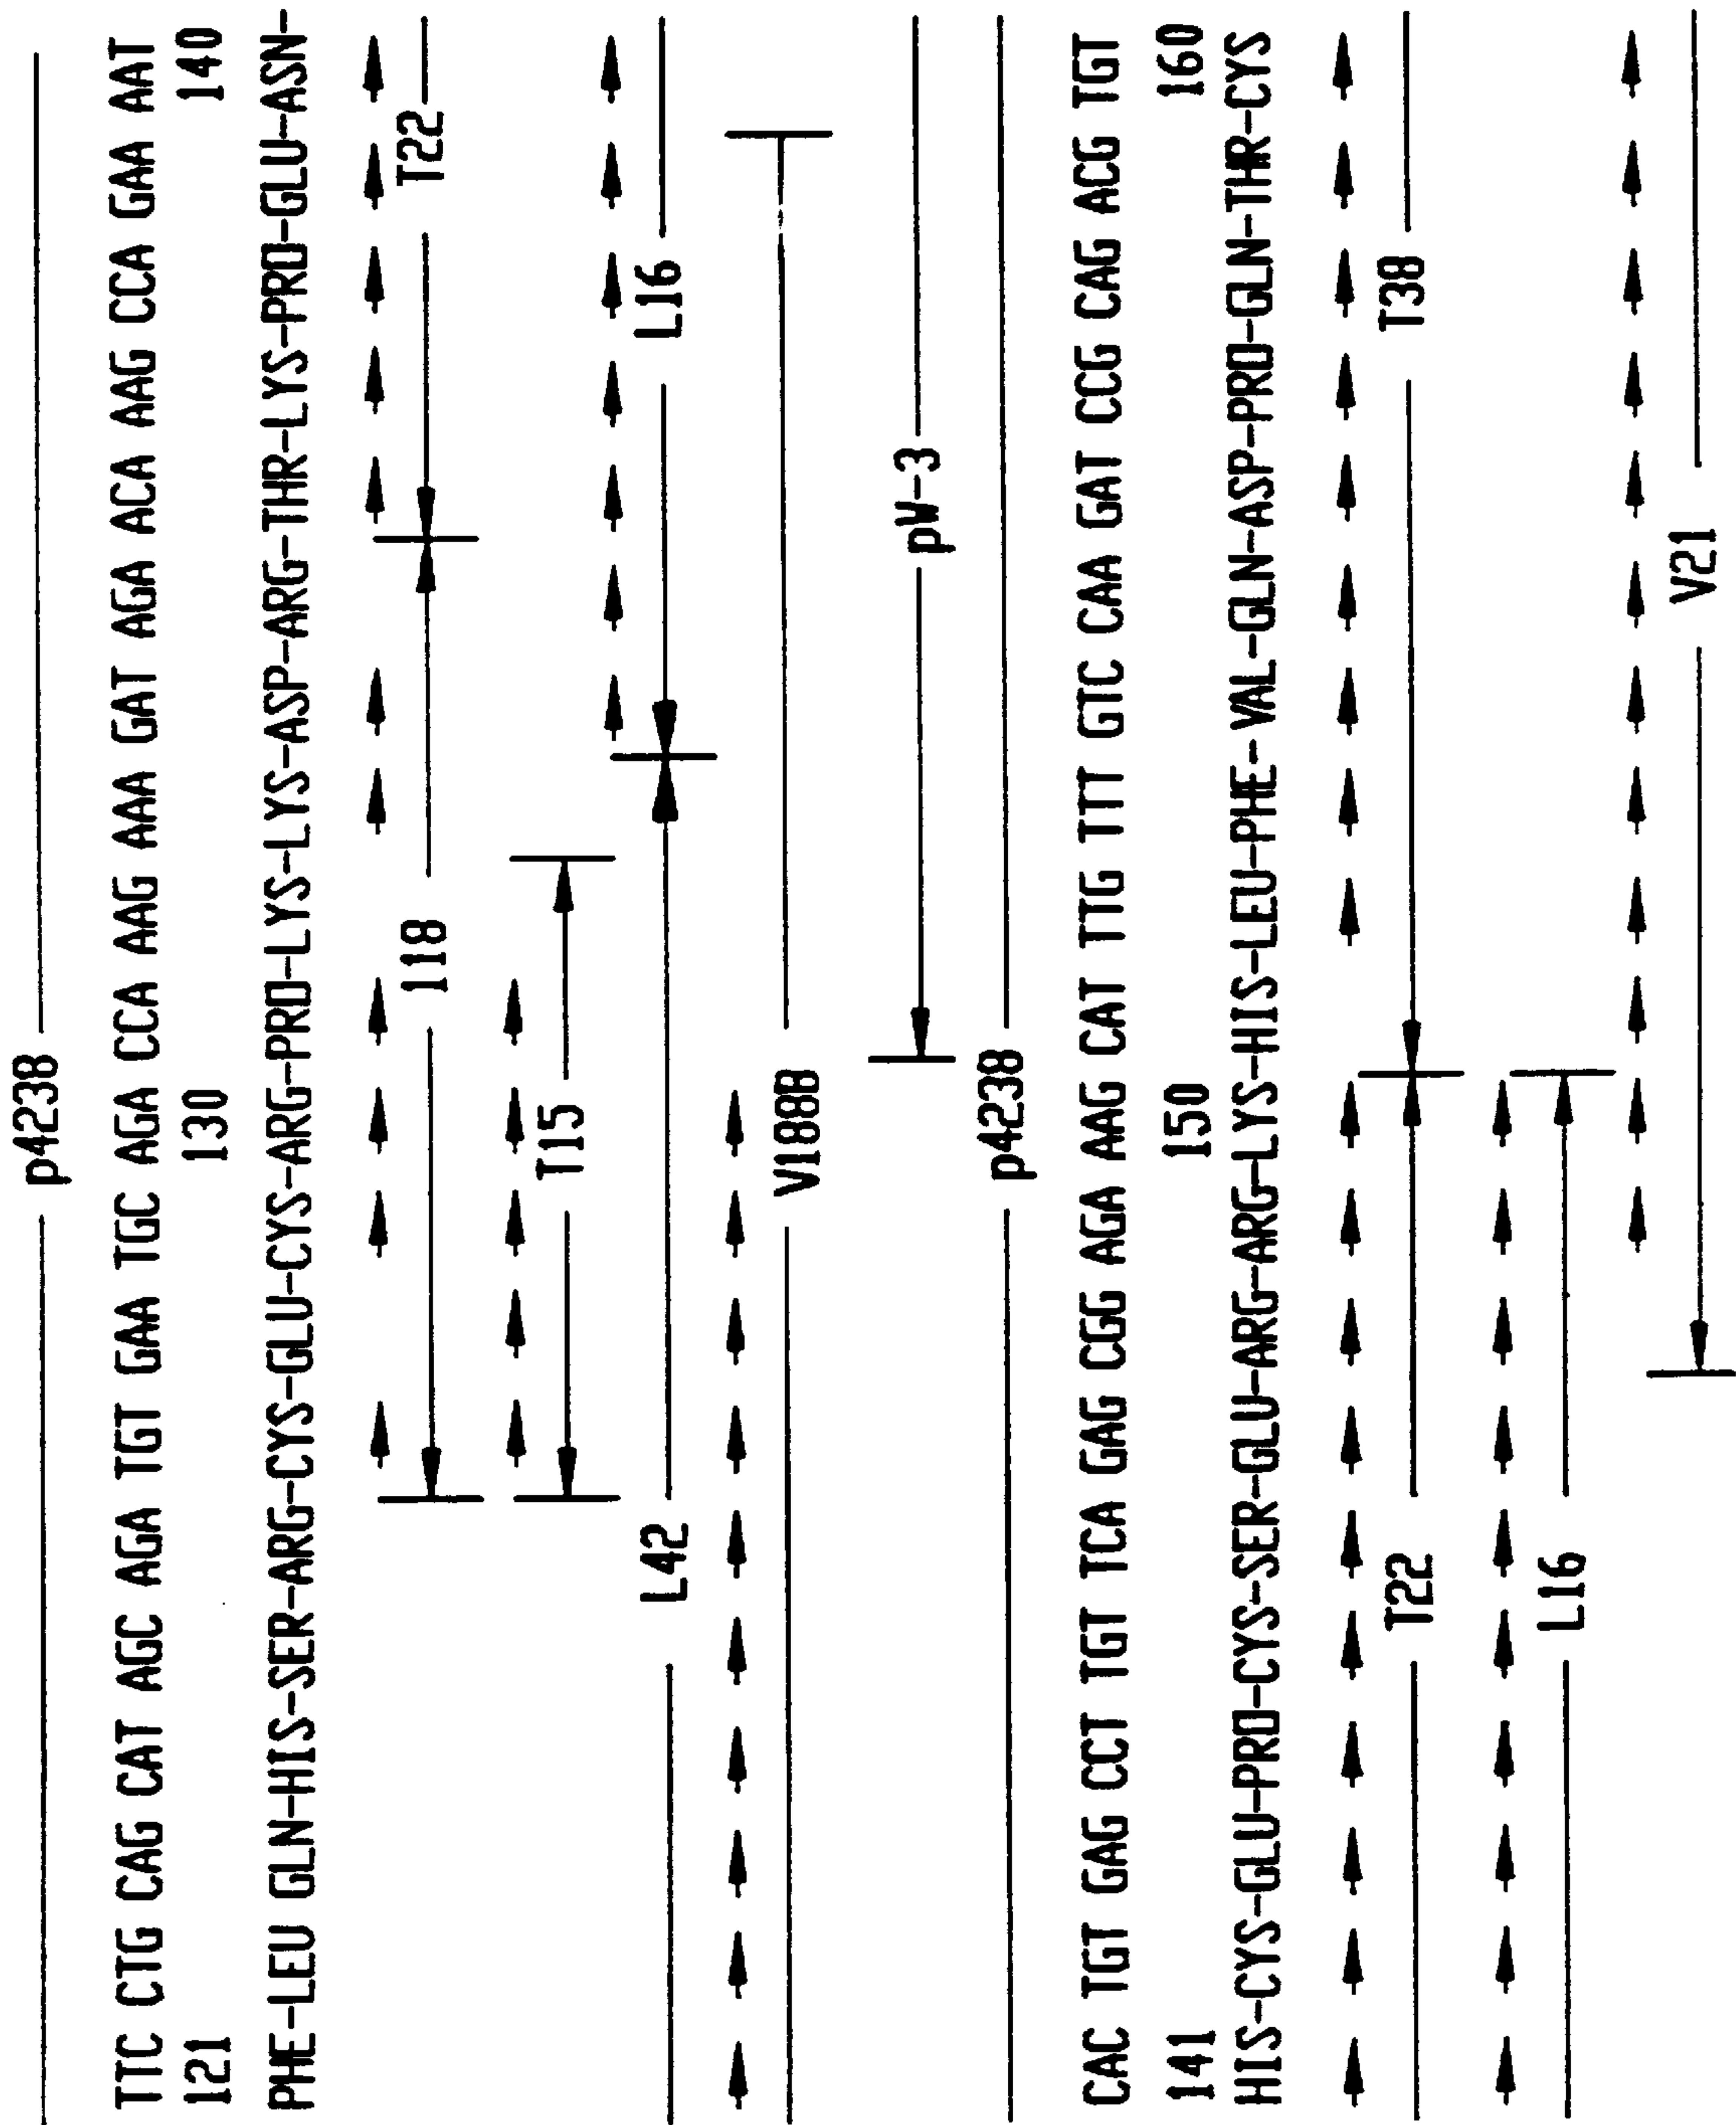 p4238
TTC CTG CAG CAT AGC AGA TGT GAA TGC AGA CCA AAG AAA GAT AGA ACA AAG CCA GAA AAT
121 130 140
PHE-LEU GLN-HIS-SER-ARG-CYS-GLU-CYS-ARG-PRO-LYS-LYS-ASP-ARG-THR-LYS-PRO-GLU-ASN-
118 T22
T15
L42 L16
V188B
pW-3
p4238
CAC TGT GAG CCT TGT TCA GAG CGG AGA AAG CAT TTG TTT GTC CAA GAT CCG CAG ACG TGT
141 150 160
HIS-CYS-GLU-PRO-CYS-SER-GLU-ARG-ARG-LYS-HIS-LEU-PHE-VAL-GLN-ASP-PRO-GLN-THR-CYS
T22 T38
L16
V21